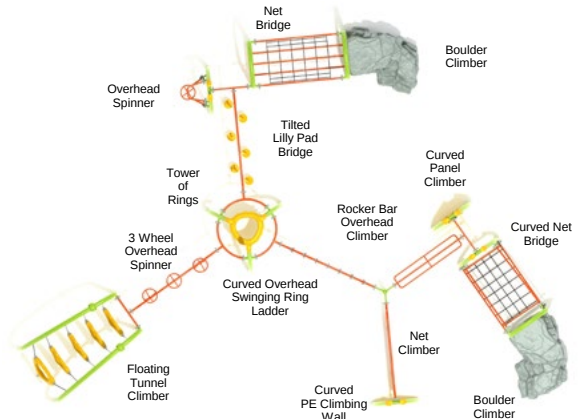 Net
Bridge
Boulder
Climber
Overhead
Spinner
Tilted
Lilly Pad
Bridge
Curved
Panel
Climber
Tower
of
Rings
Rocker Bar
Overhead
Climber
Curved Net
Bridge
3 Wheel
Overhead
Spinner
Curved Overhead
Swinging Ring
Ladder
Net
Climber
Floating
Tunnel
Climber
Curved
PE Climbing
Wall
Boulder
Climber